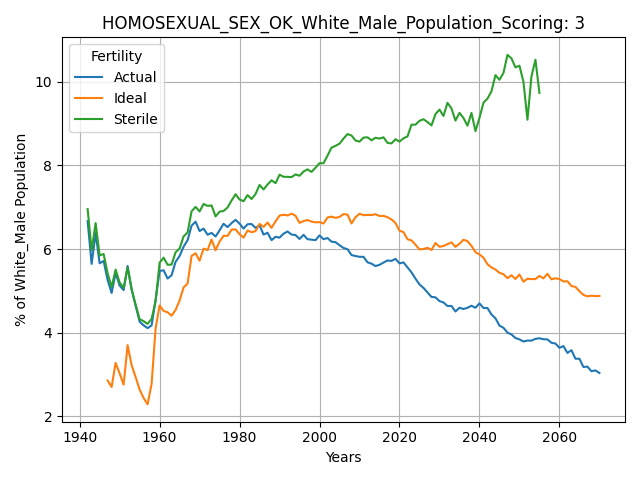 HOMOSEXUAL_SEX_OK_White_Male_Population_Scoring: 3
Fertility
Actual
Ideal
Sterile
% of White_Male Population
10
8
6
4
2
1940
1960
1980
2000
2020
2040
2060
Years